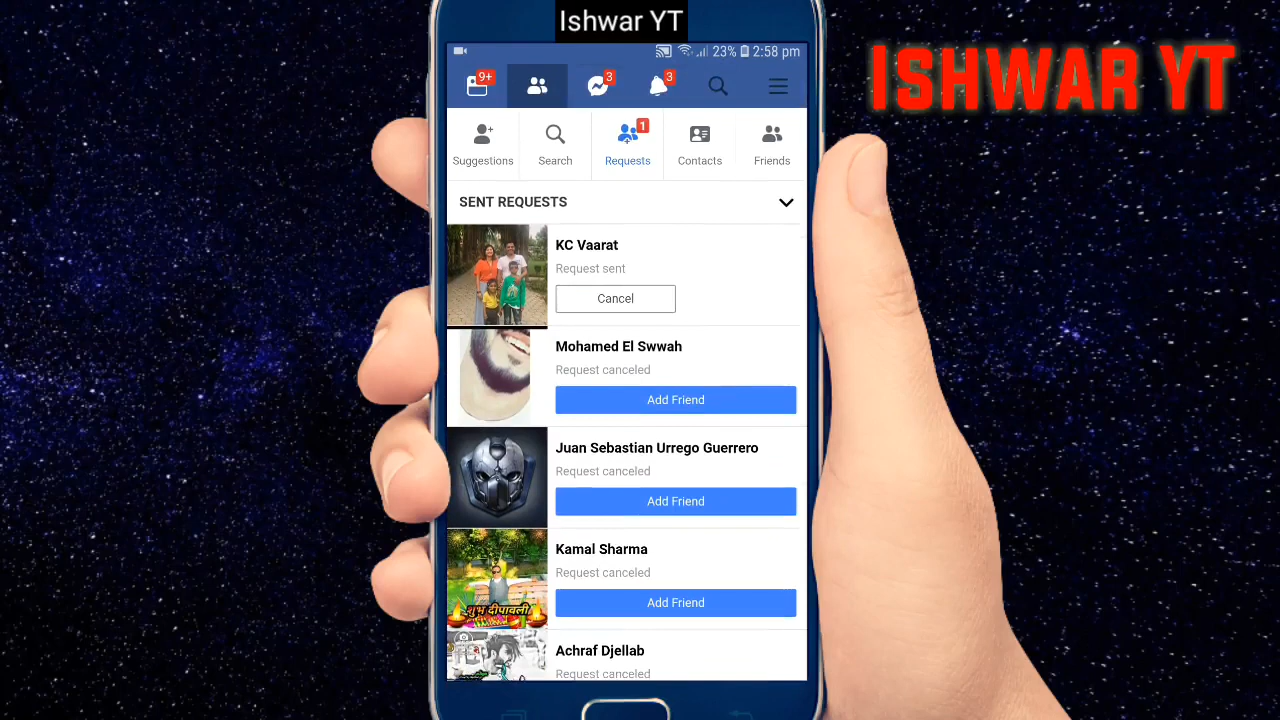 Ishwar YT
ISHWAR YT
23% 2:58 pm
9+ 3 3
1
Suggestions Search Requests Contacts Friends
SENT REQUESTS
KC Vaarat
Request sent
Cancel
Mohamed El Swwah
Request canceled
Add Friend
Juan Sebastian Urrego Guerrero
Request canceled
Add Friend
Kamal Sharma
Request canceled
शुभ दीपावली
Add Friend
Achraf Djellab
Request canceled